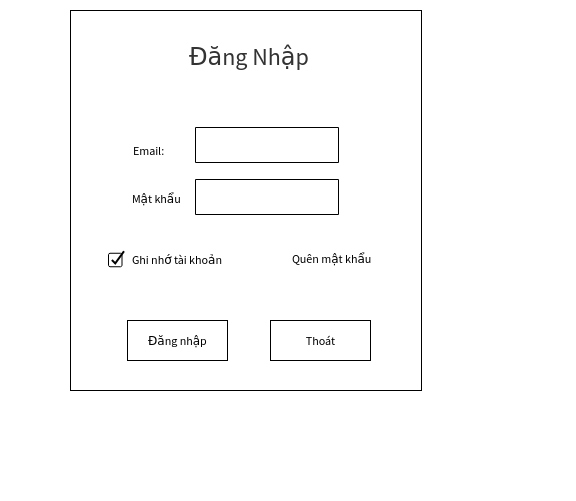 Đăng Nhập
Email:
Mật khẩu
Ghi nhớ tài khoản
Quên mật khẩu
Đăng nhập
Thoát